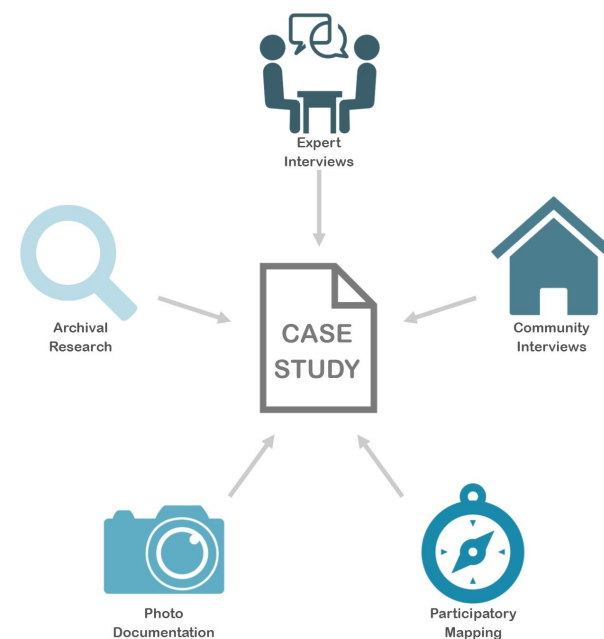 Expert
Interviews
Archival
Research
CASE
STUDY
Community
Interviews
Photo
Documentation
Participatory
Mapping